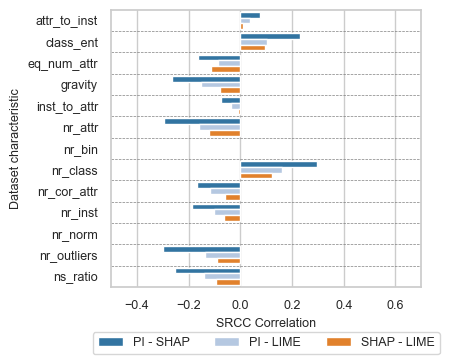 Dataset characteristic
attr_to_inst
class_ent
eq_num_attr
gravity
inst_to_attr
nr_attr
nr_bin
nr_class
nr_cor_attr
nr_inst
nr_norm
nr_outliers
ns_ratio
−0.4 −0.2 0.0 0.2 0.4 0.6
SRCC Correlation
PI - SHAP PI - LIME SHAP - LIME